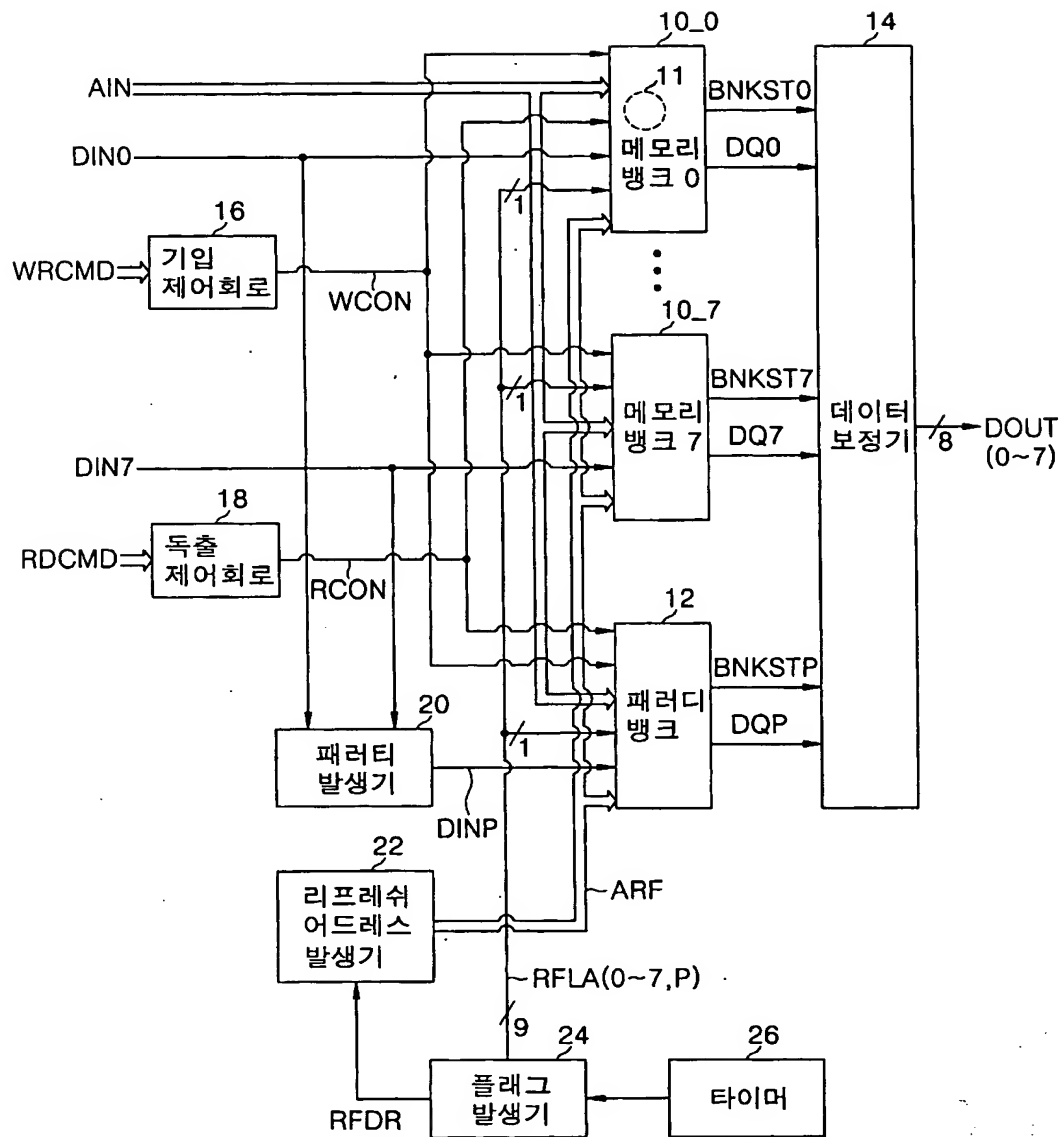 10_0
14
AIN
11
BNKST0
DIN0
메모리
뱅크 0
DQ0
1
16
WRCMD
기입
제어회로
WCON
10_7
1
메모리
뱅크 7
BNKST7
DQ7
데이터
보정기
8
DOUT
(0~7)
DIN7
18
RDCMD
독출
제어회로
RCON
12
패러디
뱅크
BNKSTP
DQP
1
20
패러티
발생기
DINP
22
리프레쉬
어드레스
발생기
ARF
RFLA(0~7,P)
9
24
플래그
발생기
RFDR
26
타이머